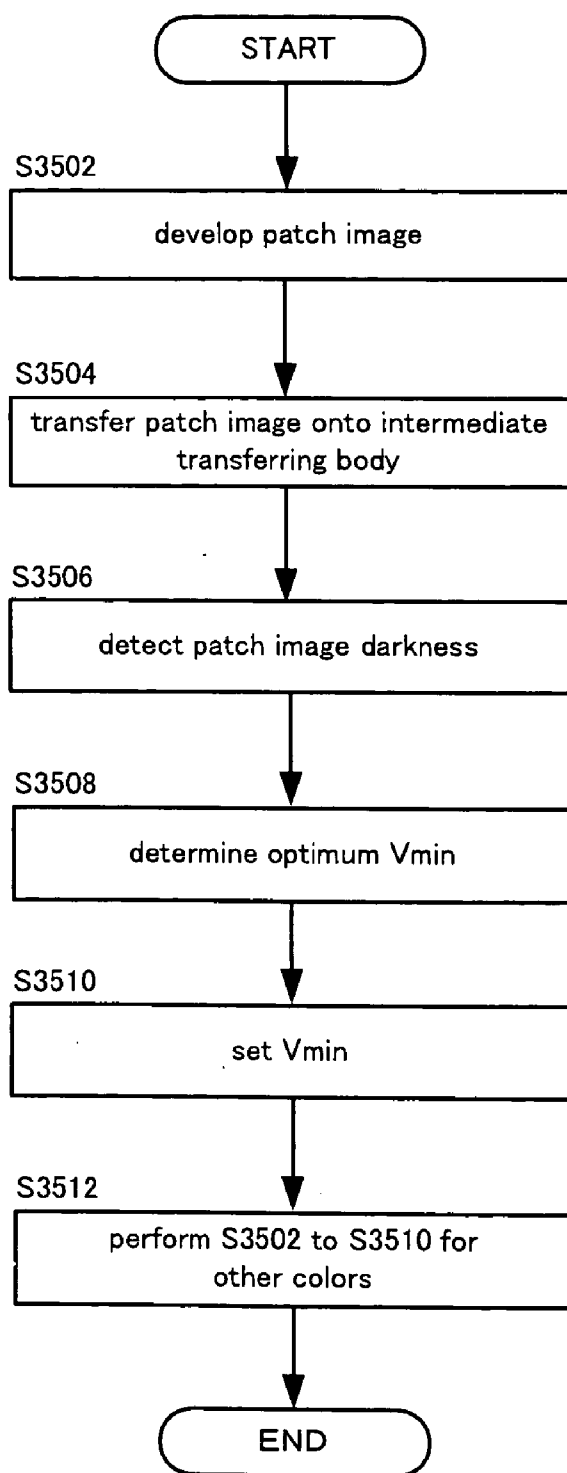 START
S3502
develop patch image
S3504
transfer patch image onto intermediate
transferring body
S3506
detect patch image darkness
S3508
determine optimum Vmin
S3510
set Vmin
S3512
perform S3502 to S3510 for
other colors
END